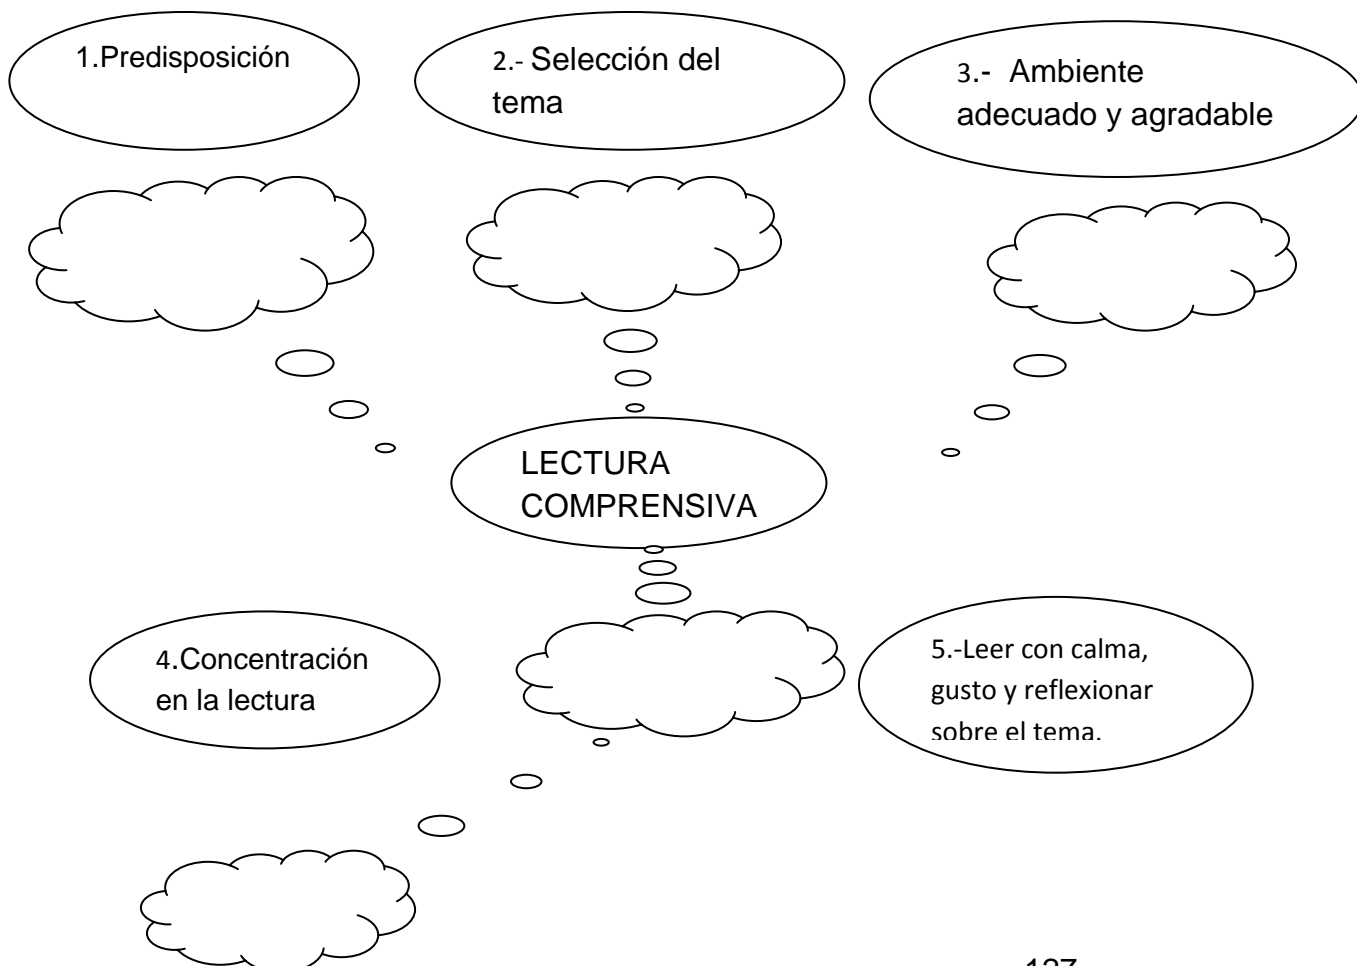 1.Predisposición
2.- Selección del
tema
3.- Ambiente
adecuado y agradable
LECTURA
COMPRENSIVA
4.Concentración
en la lectura
5.-Leer con calma,
gusto y reflexionar
sobre el tema.
127